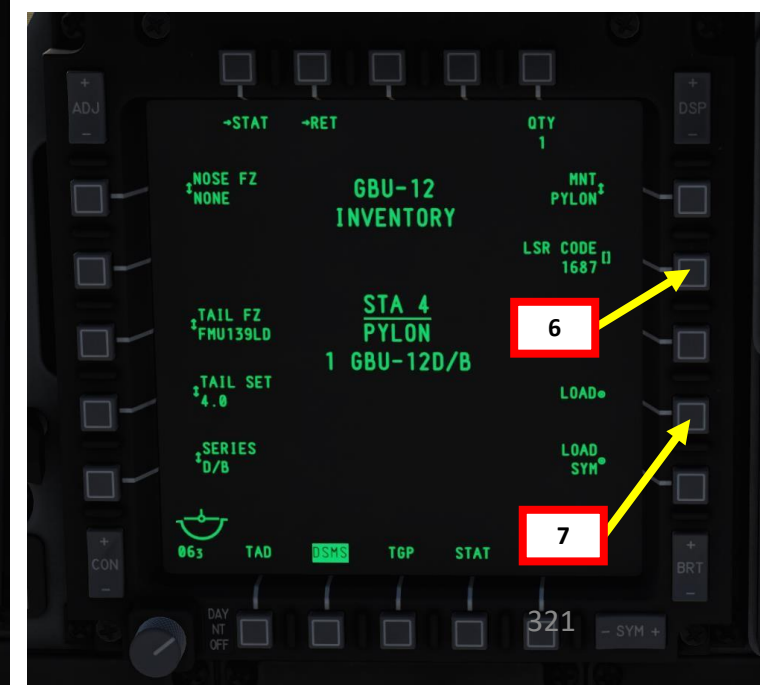 +
ADJ
-
+
DSP
-
→STAT →RET QTY
1
↕NOSE FZ
NONE
GBU-12
INVENTORY
MNT↕
PYLON
LSR CODE []
1687
6
↕TAIL FZ
FMU139LD
STA 4
PYLON
1 GBU-12D/B
↕TAIL SET
4.0
LOAD
↕SERIES
D/B
LOAD
SYM
7
063 TAD DSMS TGP STAT
+
CON
-
+
BRT
-
DAY
NT
OFF
321
- SYM +